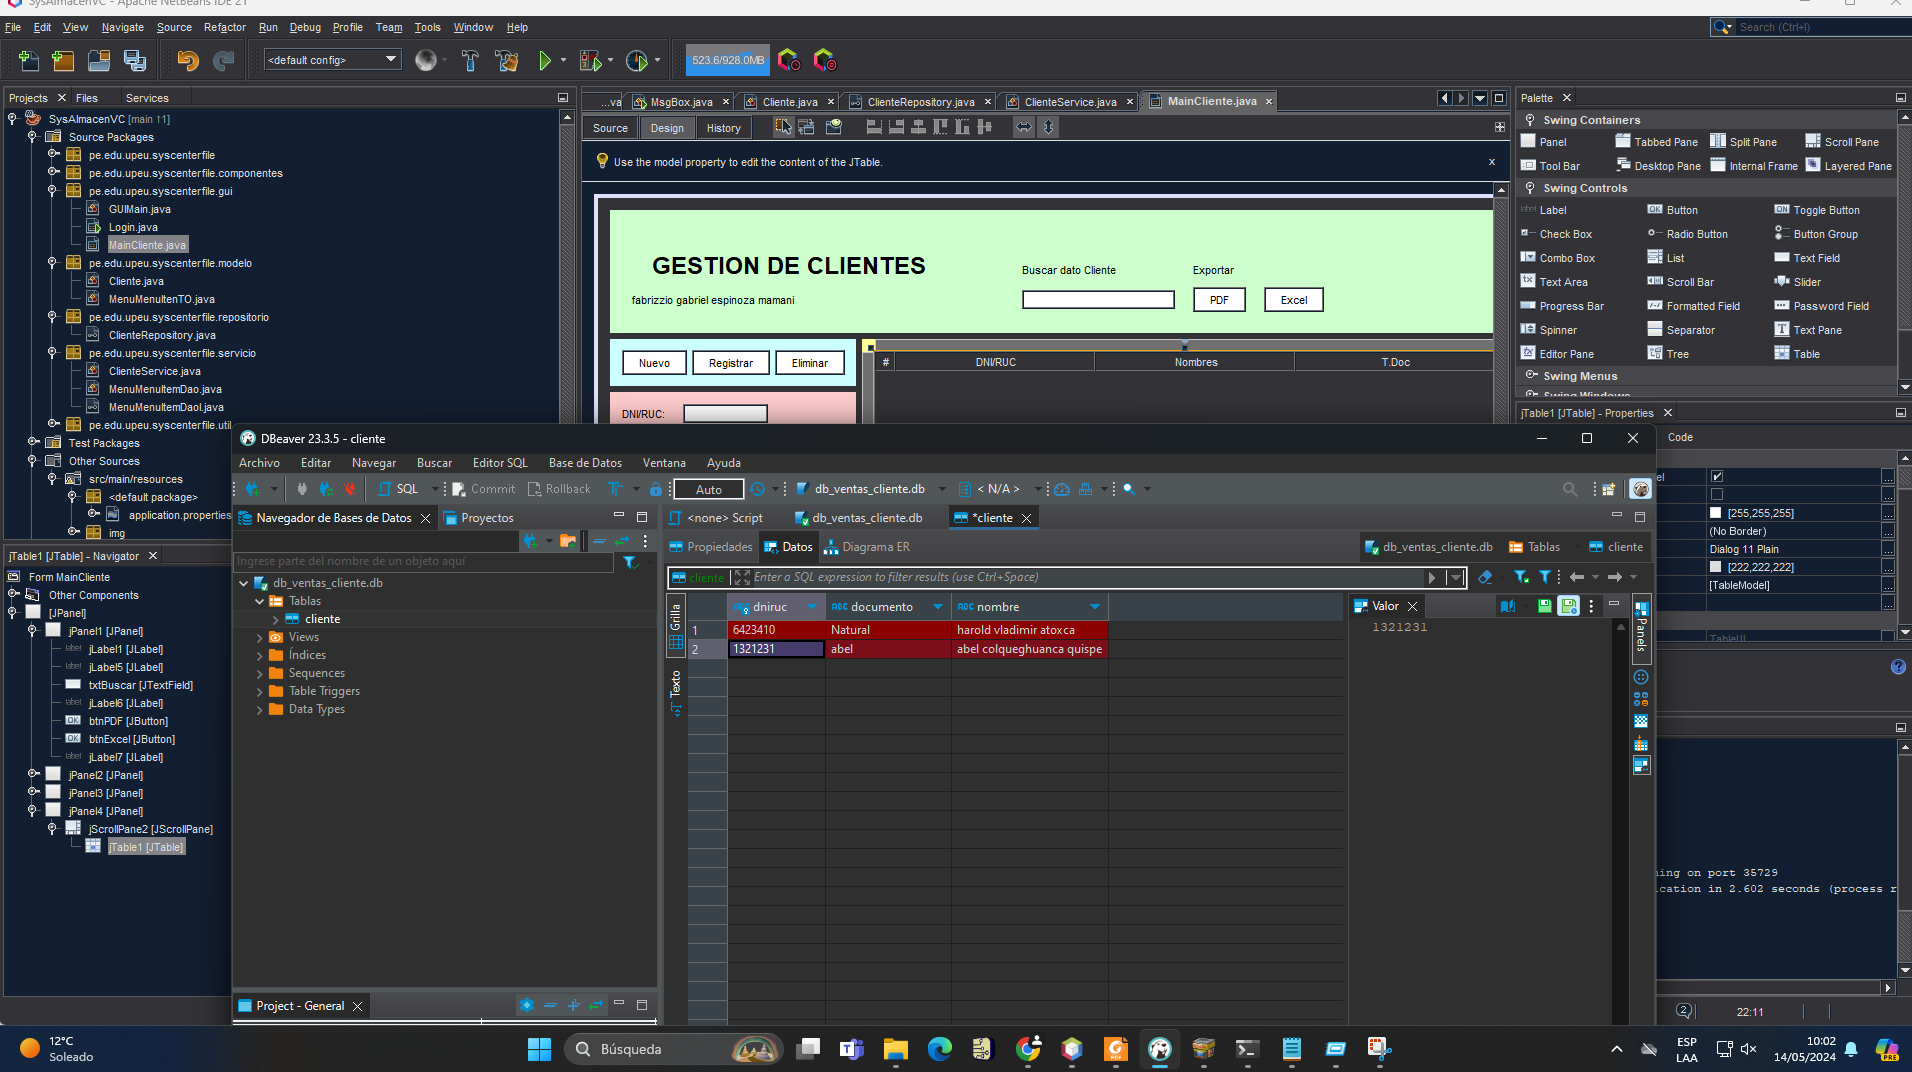 SysAlmacenVC - Apache NetBeans IDE 21
File Edit View Navigate Source Refactor Run Debug Profile Team Tools Window Help
Search (Ctrl+I)
<default config>
523.6/928.0MB
Projects Files Services
SysAlmacenVC [main ↑1]
Source Packages
pe.edu.upeu.syscenterfile
pe.edu.upeu.syscenterfile.componentes
pe.edu.upeu.syscenterfile.gui
GUIMain.java
Login.java
MainCliente.java
pe.edu.upeu.syscenterfile.modelo
Cliente.java
MenuMenuItenTO.java
pe.edu.upeu.syscenterfile.repositorio
ClienteRepository.java
pe.edu.upeu.syscenterfile.servicio
ClienteService.java
MenuMenuItemDao.java
MenuMenuItemDaoI.java
pe.edu.upeu.syscenterfile.util
Test Packages
Other Sources
src/main/resources
<default package>
application.properties
img
jTable1 [JTable] - Navigator
Form MainCliente
Other Components
[JPanel]
jPanel1 [JPanel]
jLabel1 [JLabel]
jLabel5 [JLabel]
txtBuscar [JTextField]
jLabel6 [JLabel]
btnPDF [JButton]
btnExcel [JButton]
jLabel7 [JLabel]
jPanel2 [JPanel]
jPanel3 [JPanel]
jPanel4 [JPanel]
jScrollPane2 [JScrollPane]
jTable1 [JTable]
...va MsgBox.java Cliente.java ClienteRepository.java ClienteService.java MainCliente.java
Source Design History
Use the model property to edit the content of the JTable. x
GESTION DE CLIENTES
fabrizzio gabriel espinoza mamani
Buscar dato Cliente Exportar
PDF Excel
Nuevo Registrar Eliminar
DNI/RUC:
# DNI/RUC Nombres T.Doc
Palette
Swing Containers
Panel Tabbed Pane Split Pane Scroll Pane
Tool Bar Desktop Pane Internal Frame Layered Pane
Swing Controls
label Label OK Button ON Toggle Button
Check Box Radio Button Button Group
Combo Box List Text Field
Text Area Scroll Bar Slider
Progress Bar Formatted Field Password Field
Spinner Separator Text Pane
Editor Pane Tree Table
Swing Menus
Swing Windows
jTable1 [JTable] - Properties
Code
[255,255,255]
(No Border)
Dialog 11 Plain
[222,222,222]
[TableModel]
TableUI
ning on port 35729
ication in 2.602 seconds (process r
2 22:11
DBeaver 23.3.5 - cliente
Archivo Editar Navegar Buscar Editor SQL Base de Datos Ventana Ayuda
SQL Commit Rollback Auto db_ventas_cliente.db < N/A >
Navegador de Bases de Datos Proyectos
Ingrese parte del nombre de un objeto aquí
db_ventas_cliente.db
Tablas
cliente
Views
Índices
Sequences
Table Triggers
Data Types
Project - General
<none> Script db_ventas_cliente.db *cliente
Propiedades Datos Diagrama ER db_ventas_cliente.db Tablas cliente
cliente Enter a SQL expression to filter results (use Ctrl+Space)
Grilla
Texto
dniruc documento nombre
1 6423410 Natural harold vladimir atoxca
2 1321231 abel abel colqueghuanca quispe
Valor
1321231
Panels
12°C
Soleado
Búsqueda
ESP
LAA
10:02
14/05/2024
PRE